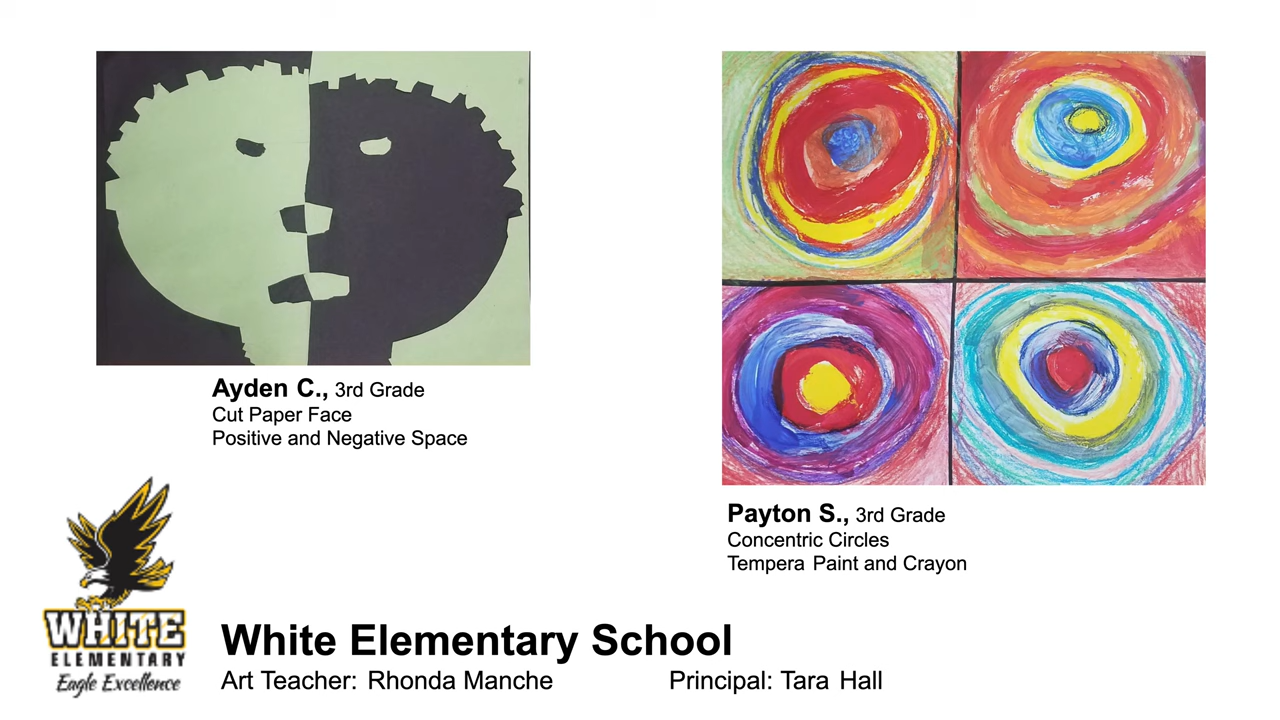 Ayden C., 3rd Grade
Cut Paper Face
Positive and Negative Space
Payton S., 3rd Grade
Concentric Circles
Tempera Paint and Crayon
WHITE
ELEMENTARY
Eagle Excellence
White Elementary School
Art Teacher: Rhonda Manche
Principal: Tara Hall